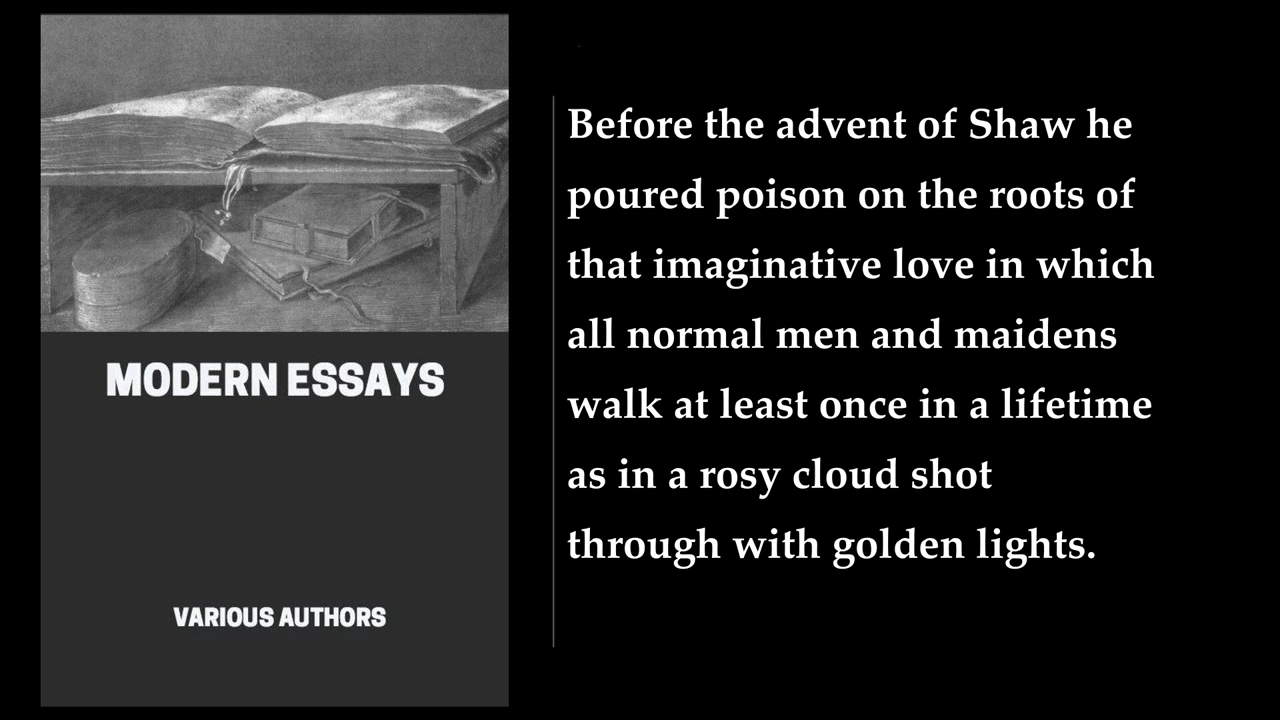 MODERN ESSAYS
VARIOUS AUTHORS
Before the advent of Shaw he
poured poison on the roots of
that imaginative love in which
all normal men and maidens
walk at least once in a lifetime
as in a rosy cloud shot
through with golden lights.